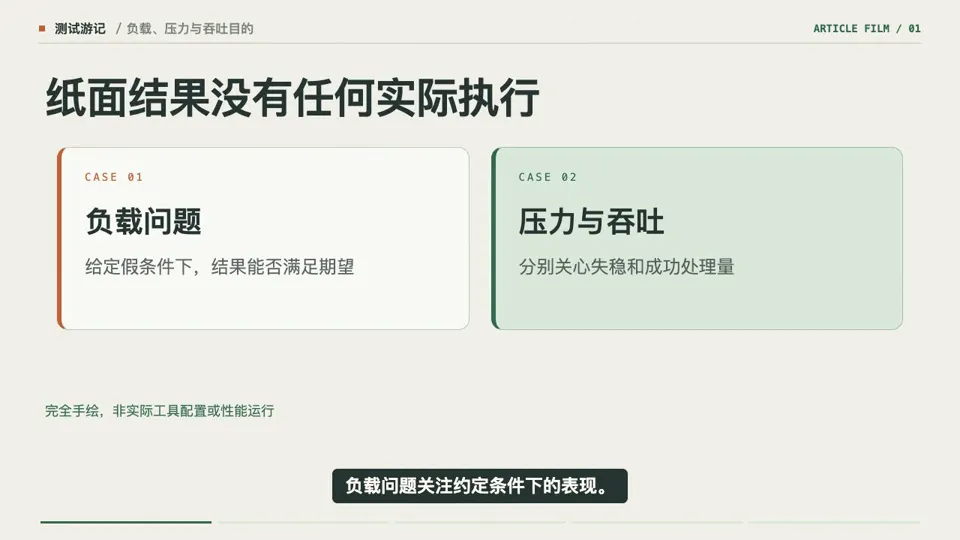 测试游记 / 负载、压力与吞吐目的
ARTICLE FILM / 01
纸面结果没有任何实际执行
CASE 01
负载问题
给定假条件下，结果能否满足期望
CASE 02
压力与吞吐
分别关心失稳和成功处理量
完全手绘，非实际工具配置或性能运行
负载问题关注约定条件下的表现。